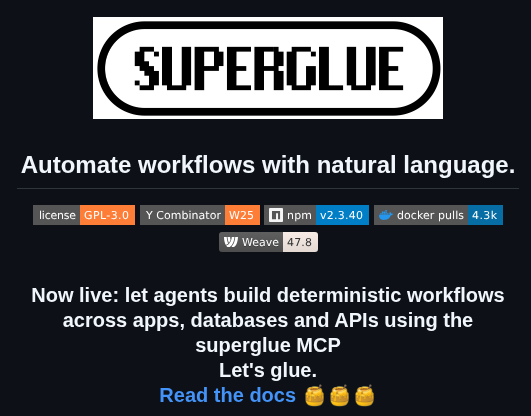 SUPERGLUE
Automate workflows with natural language.
license GPL-3.0 Y Combinator W25 npm v2.3.40 docker pulls 4.3k
Weave 47.8
Now live: let agents build deterministic workflows
across apps, databases and APIs using the
superglue MCP
Let's glue.
Read the docs 🍯🍯🍯